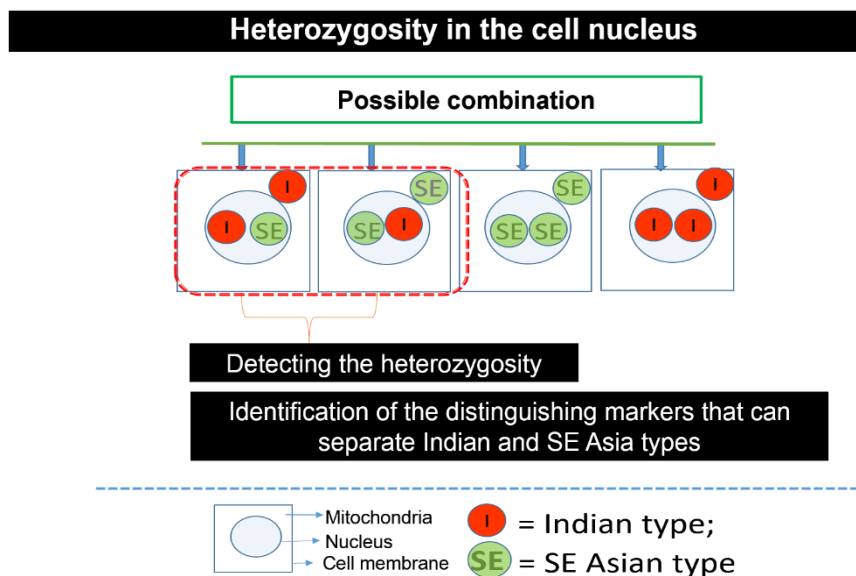 Heterozygosity in the cell nucleus
Possible combination
I
SE
SE
I
I
SE
SE
I
SE
SE
I
I
Detecting the heterozygosity
Identification of the distinguishing markers that can
separate Indian and SE Asia types
Mitochondria
Nucleus
Cell membrane
I = Indian type;
SE = SE Asian type